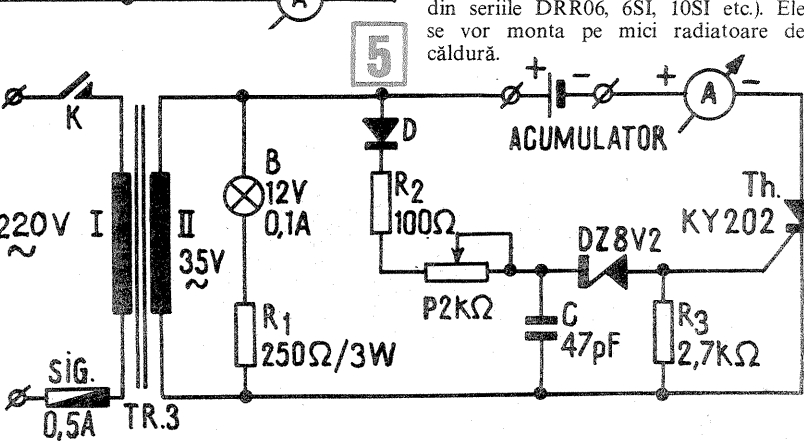 A
din seriile DRR06, 6SI, 10SI etc.). Ele
se vor monta pe mici radiatoare de
căldură.
5
+ - + A -
K
ACUMULATOR
D
B
12V
0,1A
R2
100Ω
Th.
KY202
220V
~
I
II
35V
~
DZ8V2
P2KΩ
R1
250Ω/3W
C
47pF
R3
2,7KΩ
SIG.
0,5A
TR.3